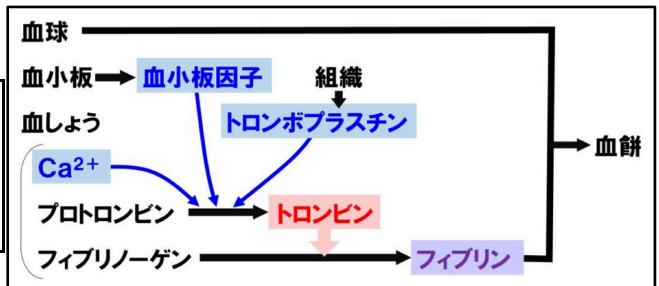 血球
血小板 血小板因子 組織
血しょう トロンボプラスチン
血餅
Ca²⁺
プロトロンビン トロンビン
フィブリノーゲン フィブリン